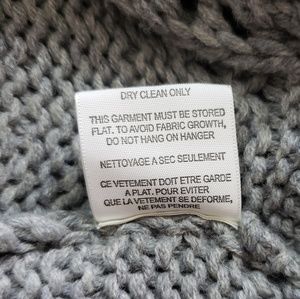 DRY CLEAN ONLY
THIS GARMENT MUST BE STORED
FLAT. TO AVOID FABRIC GROWTH,
DO NOT HANG ON HANGER
NETTOYAGE A SEC SEULEMENT
CE VETEMENT DOIT ETRE GARDE
A PLAT. POUR EVITER
QUE LA VETEMENT SE DEFORME,
NE PAS PENDRE